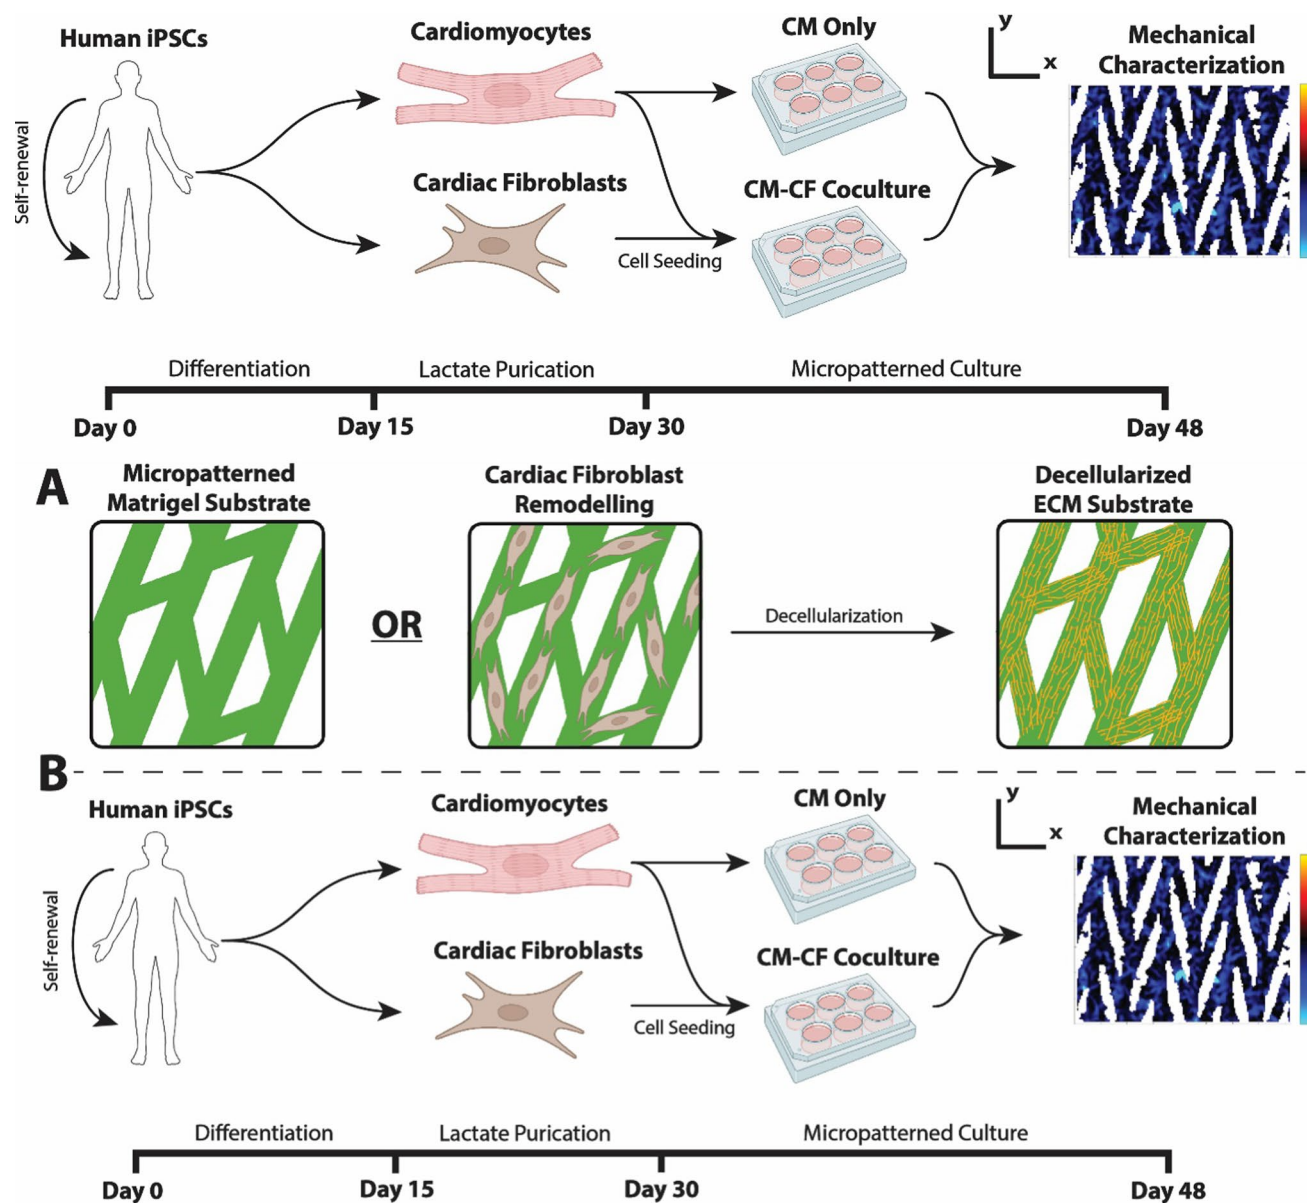 Human iPSCs
Self-renewal
Cardiomyocytes
Cardiac Fibroblasts
Cell Seeding
CM Only
CM-CF Coculture
y
x
Mechanical
Characterization
Differentiation
Lactate Purication
Micropatterned Culture
Day 0
Day 15
Day 30
Day 48
A
Micropatterned
Matrigel Substrate
OR
Cardiac Fibroblast
Remodelling
Decellularization
Decellularized
ECM Substrate
B
Human iPSCs
Self-renewal
Cardiomyocytes
Cardiac Fibroblasts
Cell Seeding
CM Only
CM-CF Coculture
y
x
Mechanical
Characterization
Differentiation
Lactate Purication
Micropatterned Culture
Day 0
Day 15
Day 30
Day 48